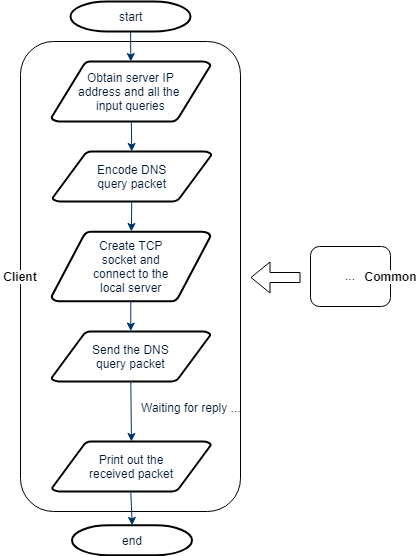 start
Obtain server IP
address and all the
input queries
Encode DNS
query packet
Create TCP
socket and
connect to the
local server
Client
... Common
Send the DNS
query packet
Waiting for reply ...
Print out the
received packet
end